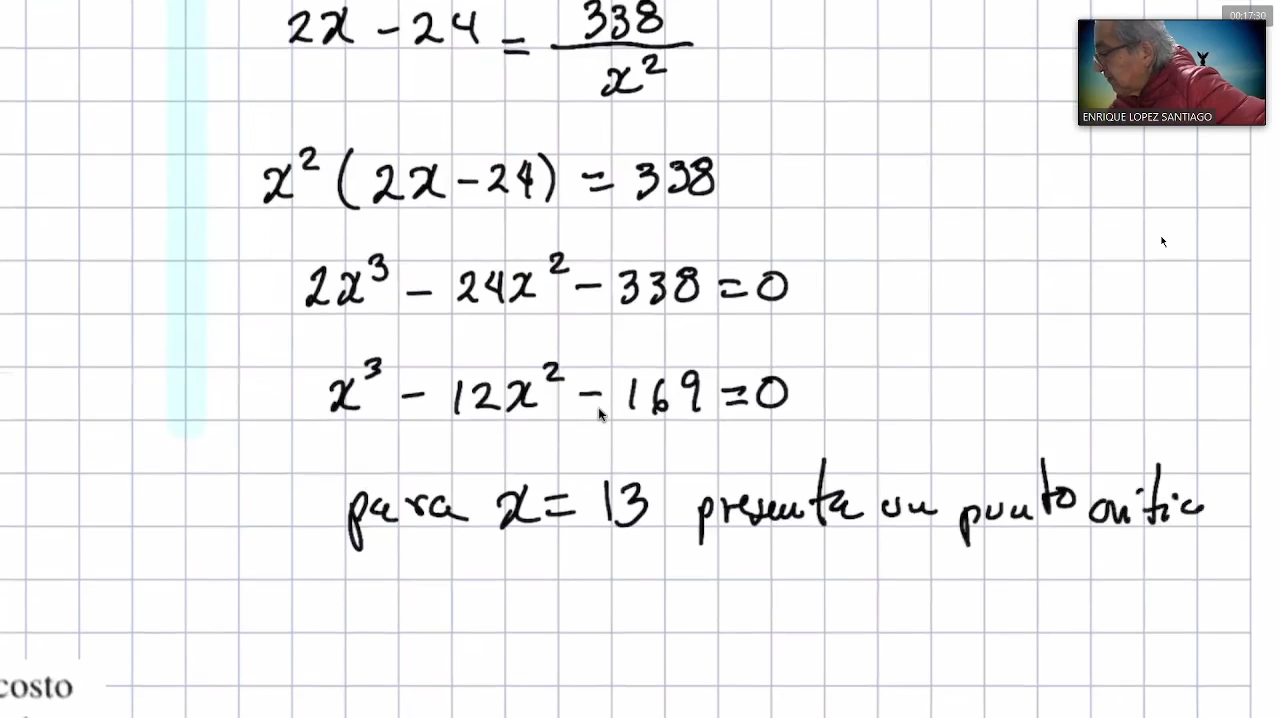 00:17:30
2x - 24 = 338 / x²
ENRIQUE LOPEZ SANTIAGO
x² (2x - 24) = 338
2x³ - 24x² - 338 = 0
x³ - 12x² - 169 = 0
para x = 13 presenta un punto critico
costo